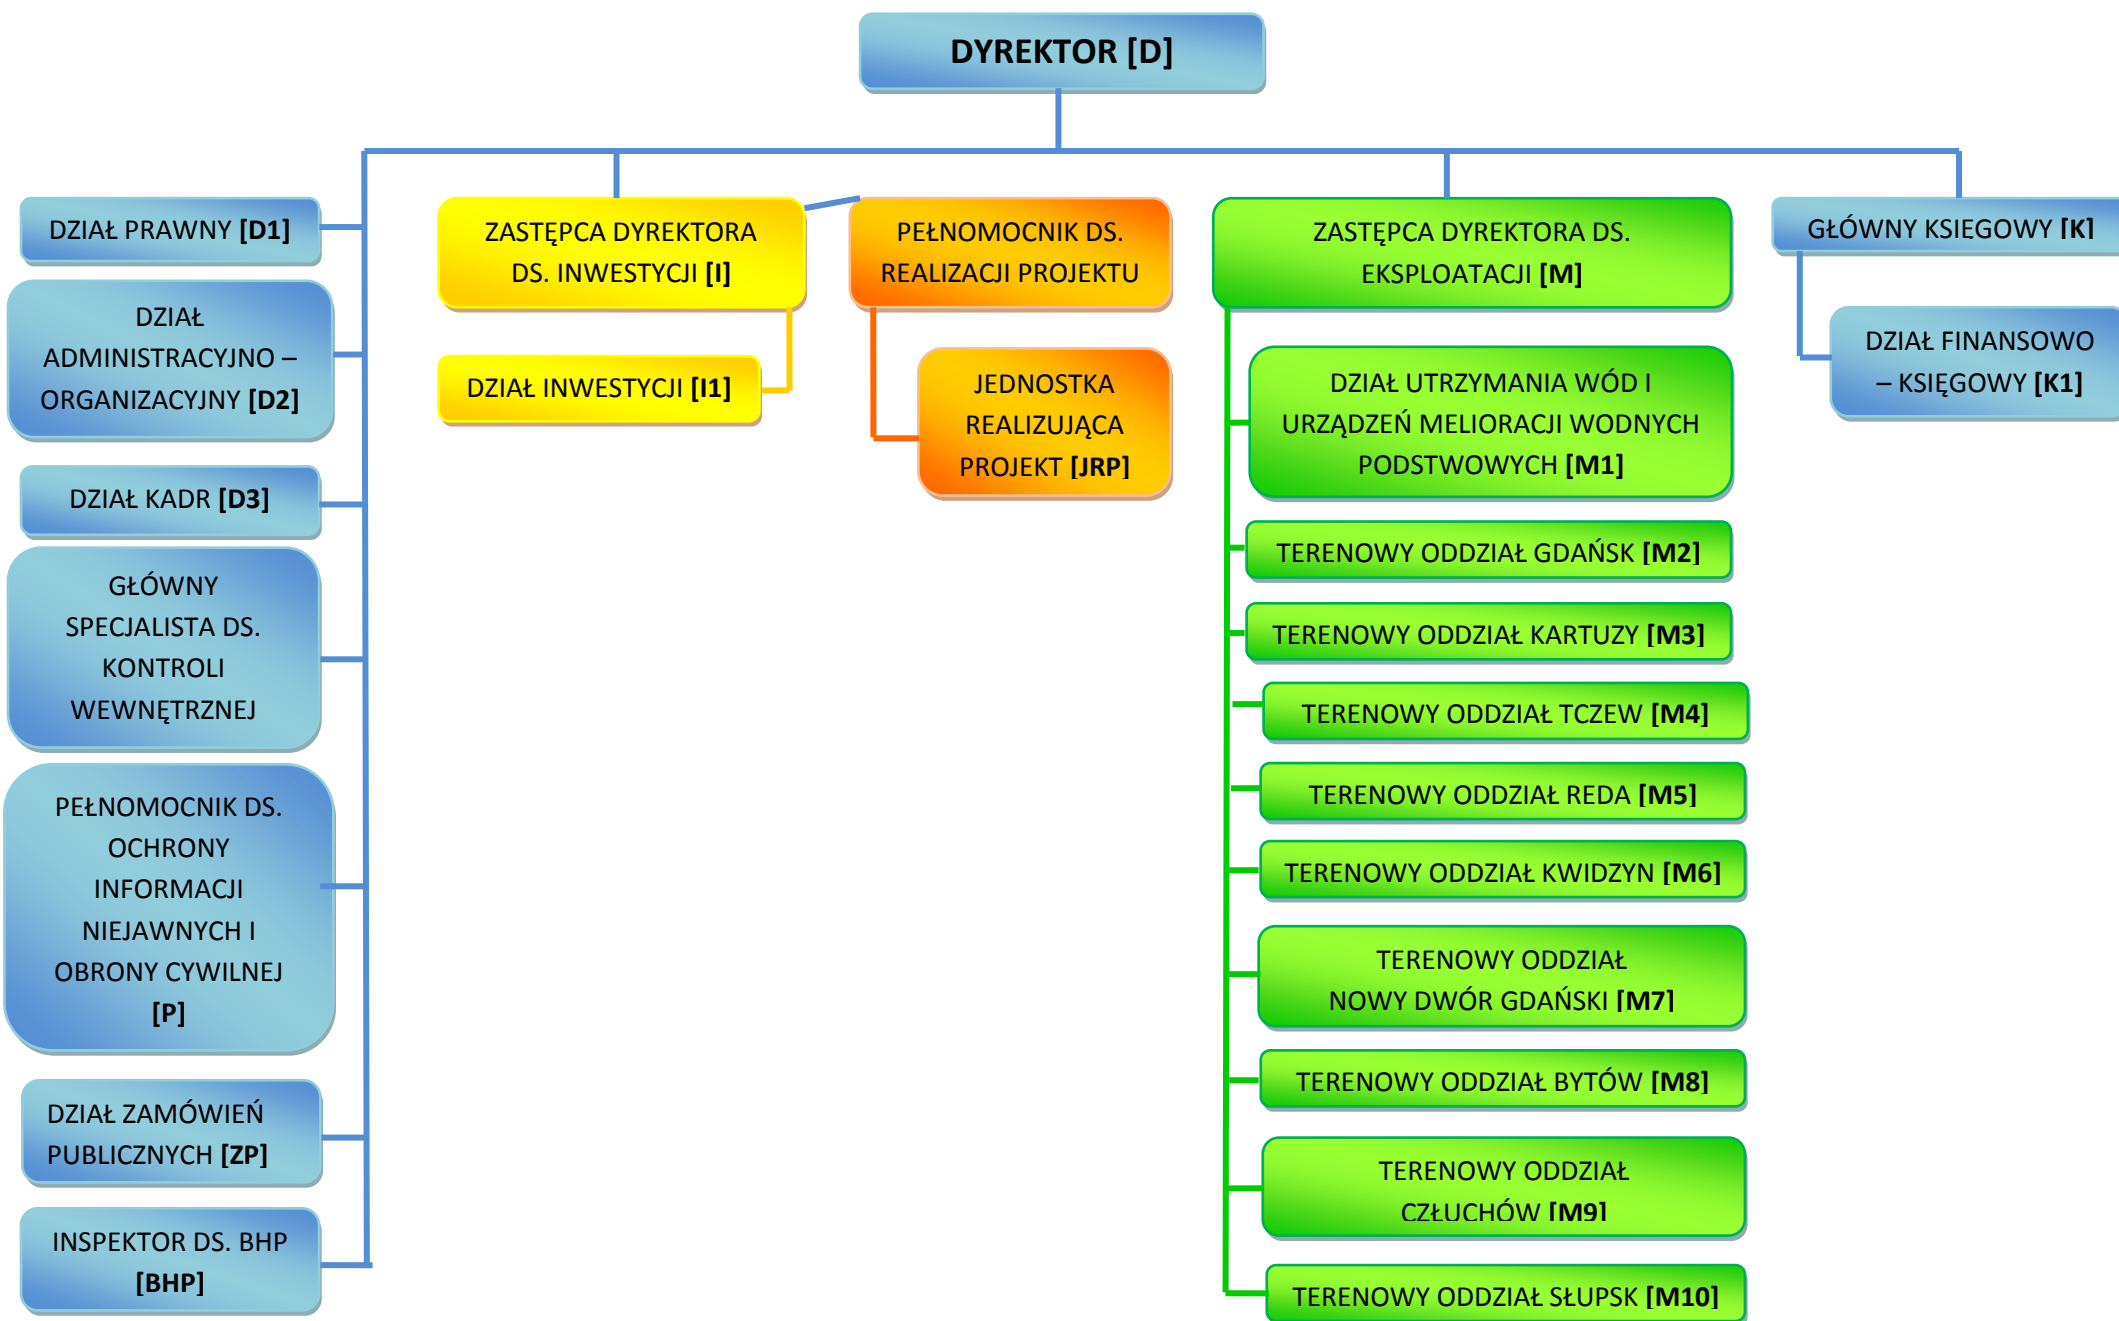 DYREKTOR [D]
DZIAŁ PRAWNY [D1]
DZIAŁ
ADMINISTRACYJNO –
ORGANIZACYJNY [D2]
DZIAŁ KADR [D3]
GŁÓWNY
SPECJALISTA DS.
KONTROLI
WEWNĘTRZNEJ
PEŁNOMOCNIK DS.
OCHRONY
INFORMACJI
NIEJAWNYCH I
OBRONY CYWILNEJ
[P]
DZIAŁ ZAMÓWIEŃ
PUBLICZNYCH [ZP]
INSPEKTOR DS. BHP
[BHP]
ZASTĘPCA DYREKTORA
DS. INWESTYCJI [I]
DZIAŁ INWESTYCJI [I1]
PEŁNOMOCNIK DS.
REALIZACJI PROJEKTU
JEDNOSTKA
REALIZUJĄCA
PROJEKT [JRP]
ZASTĘPCA DYREKTORA DS.
EKSPLOATACJI [M]
DZIAŁ UTRZYMANIA WÓD I
URZĄDZEŃ MELIORACJI WODNYCH
PODSTWOWYCH [M1]
TERENOWY ODDZIAŁ GDAŃSK [M2]
TERENOWY ODDZIAŁ KARTUZY [M3]
TERENOWY ODDZIAŁ TCZEW [M4]
TERENOWY ODDZIAŁ REDA [M5]
TERENOWY ODDZIAŁ KWIDZYN [M6]
TERENOWY ODDZIAŁ
NOWY DWÓR GDAŃSKI [M7]
TERENOWY ODDZIAŁ BYTÓW [M8]
TERENOWY ODDZIAŁ
CZŁUCHÓW [M9]
TERENOWY ODDZIAŁ SŁUPSK [M10]
GŁÓWNY KSIĘGOWY [K]
DZIAŁ FINANSOWO
– KSIĘGOWY [K1]